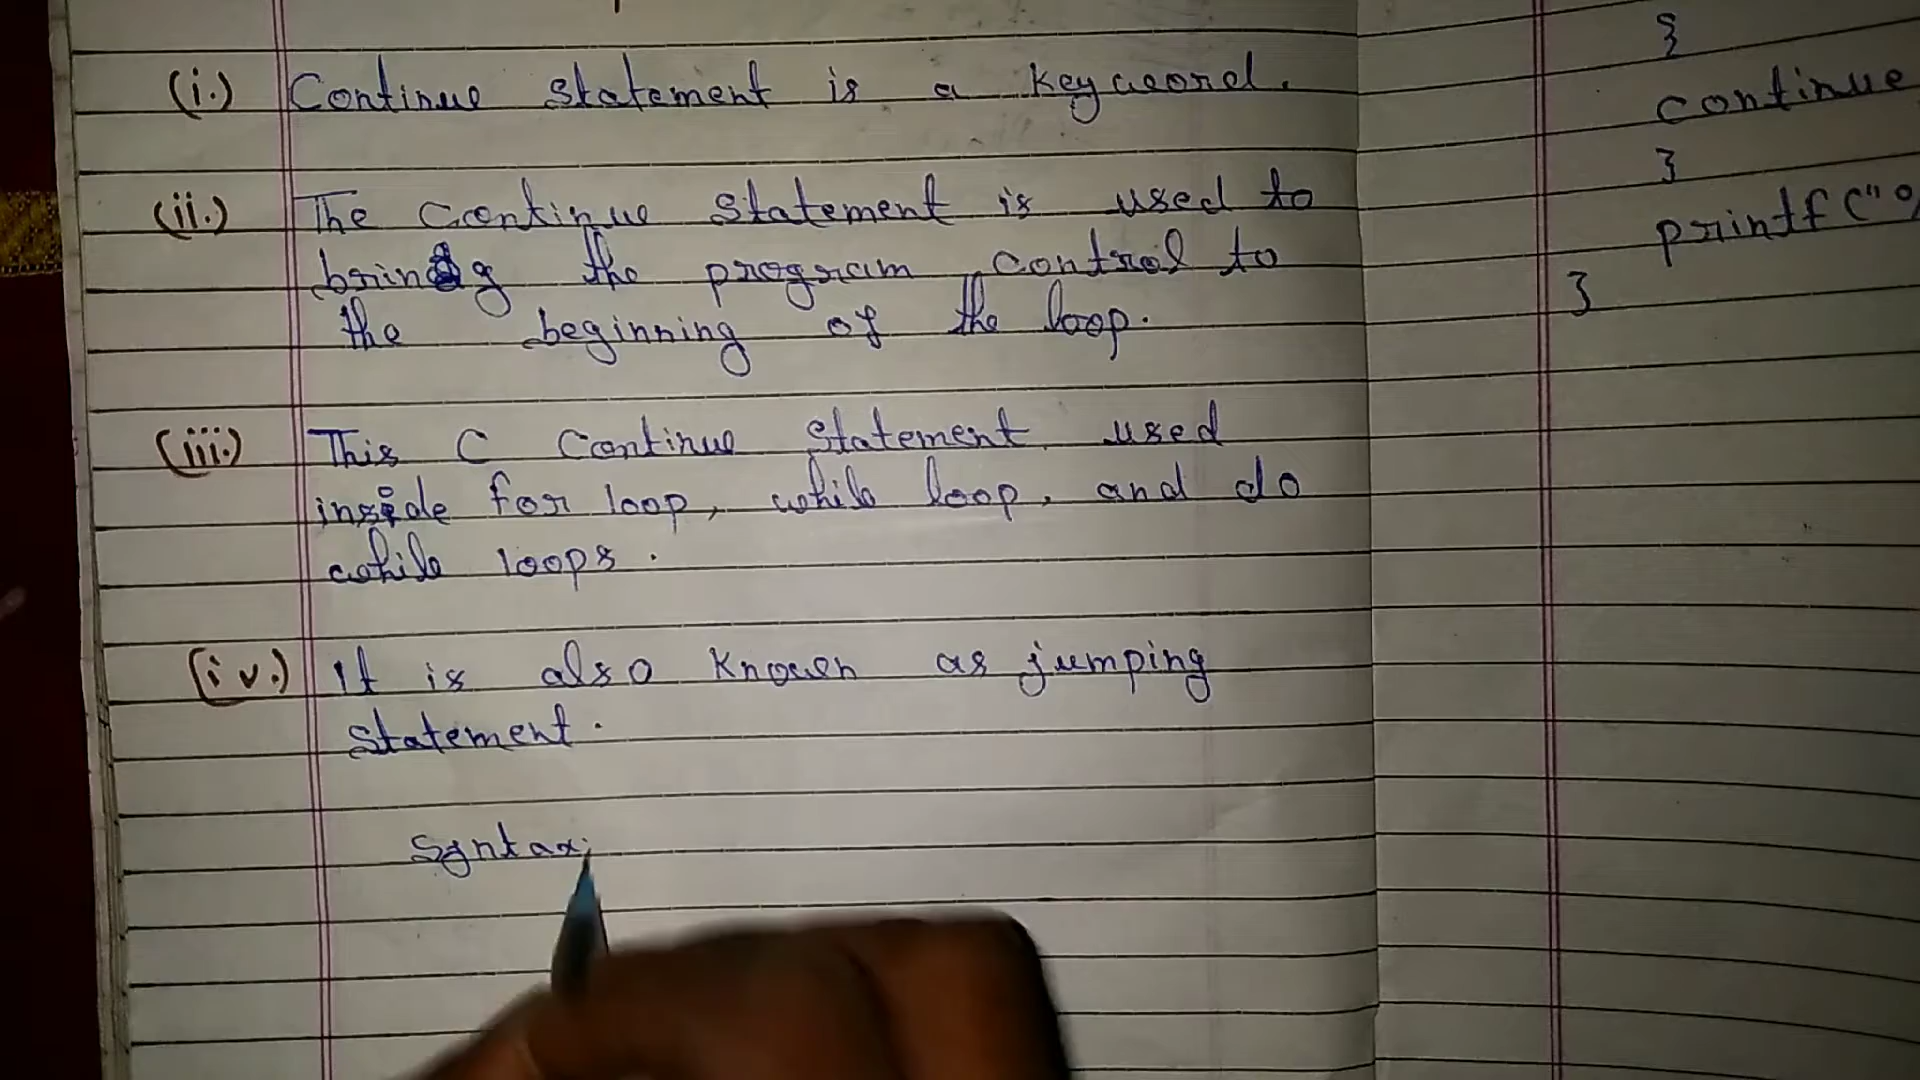 (i.) Continue statement is a keyword.
(ii.) The continue statement is used to
bring the program control to
the beginning of the loop.
(iii.) This C Continue statement used
inside for loop, while loop, and do
while loops.
(iv.) It is also known as jumping
statement.
Syntax:
}
continue
}
printf("%
}